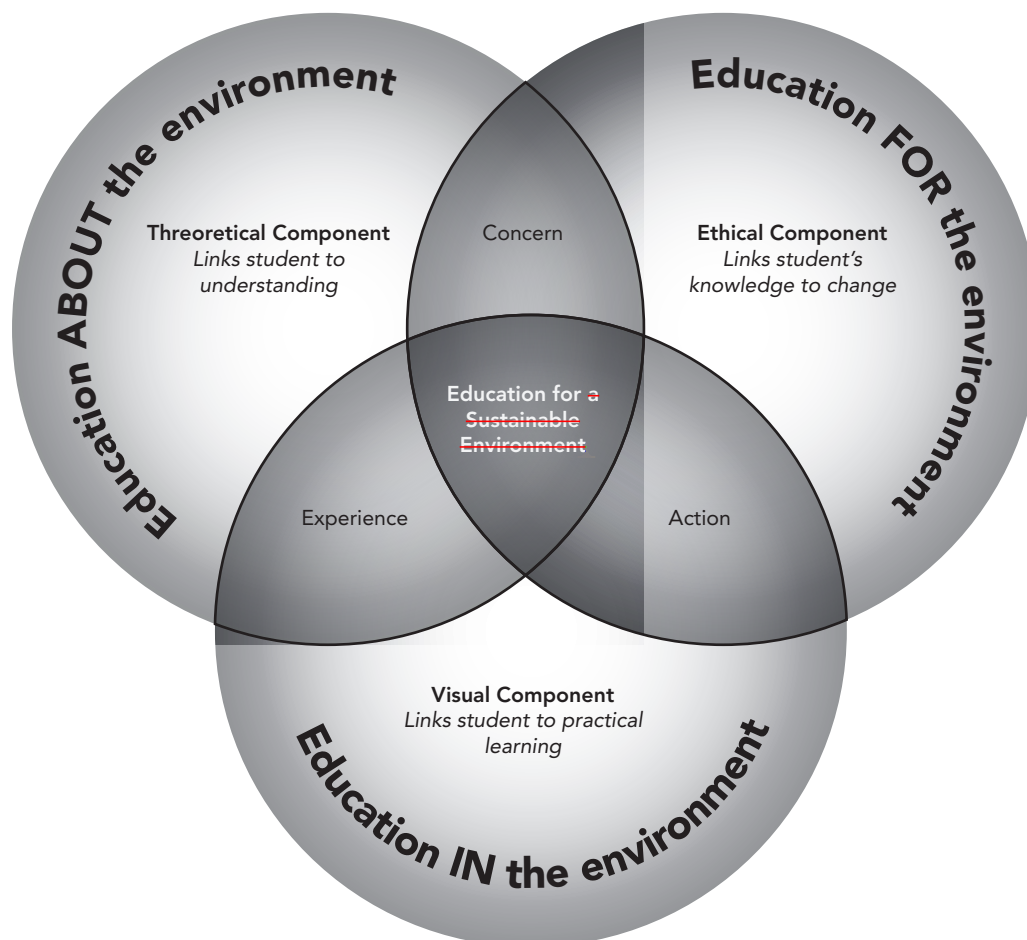 Education ABOUT the environment
Education FOR the environment
Threoretical Component
Links student to
understanding
Concern
Ethical Component
Links student's
knowledge to change
Education for a
Sustainable
Environment
Experience
Action
Visual Component
Links student to practical
learning
Education IN the environment